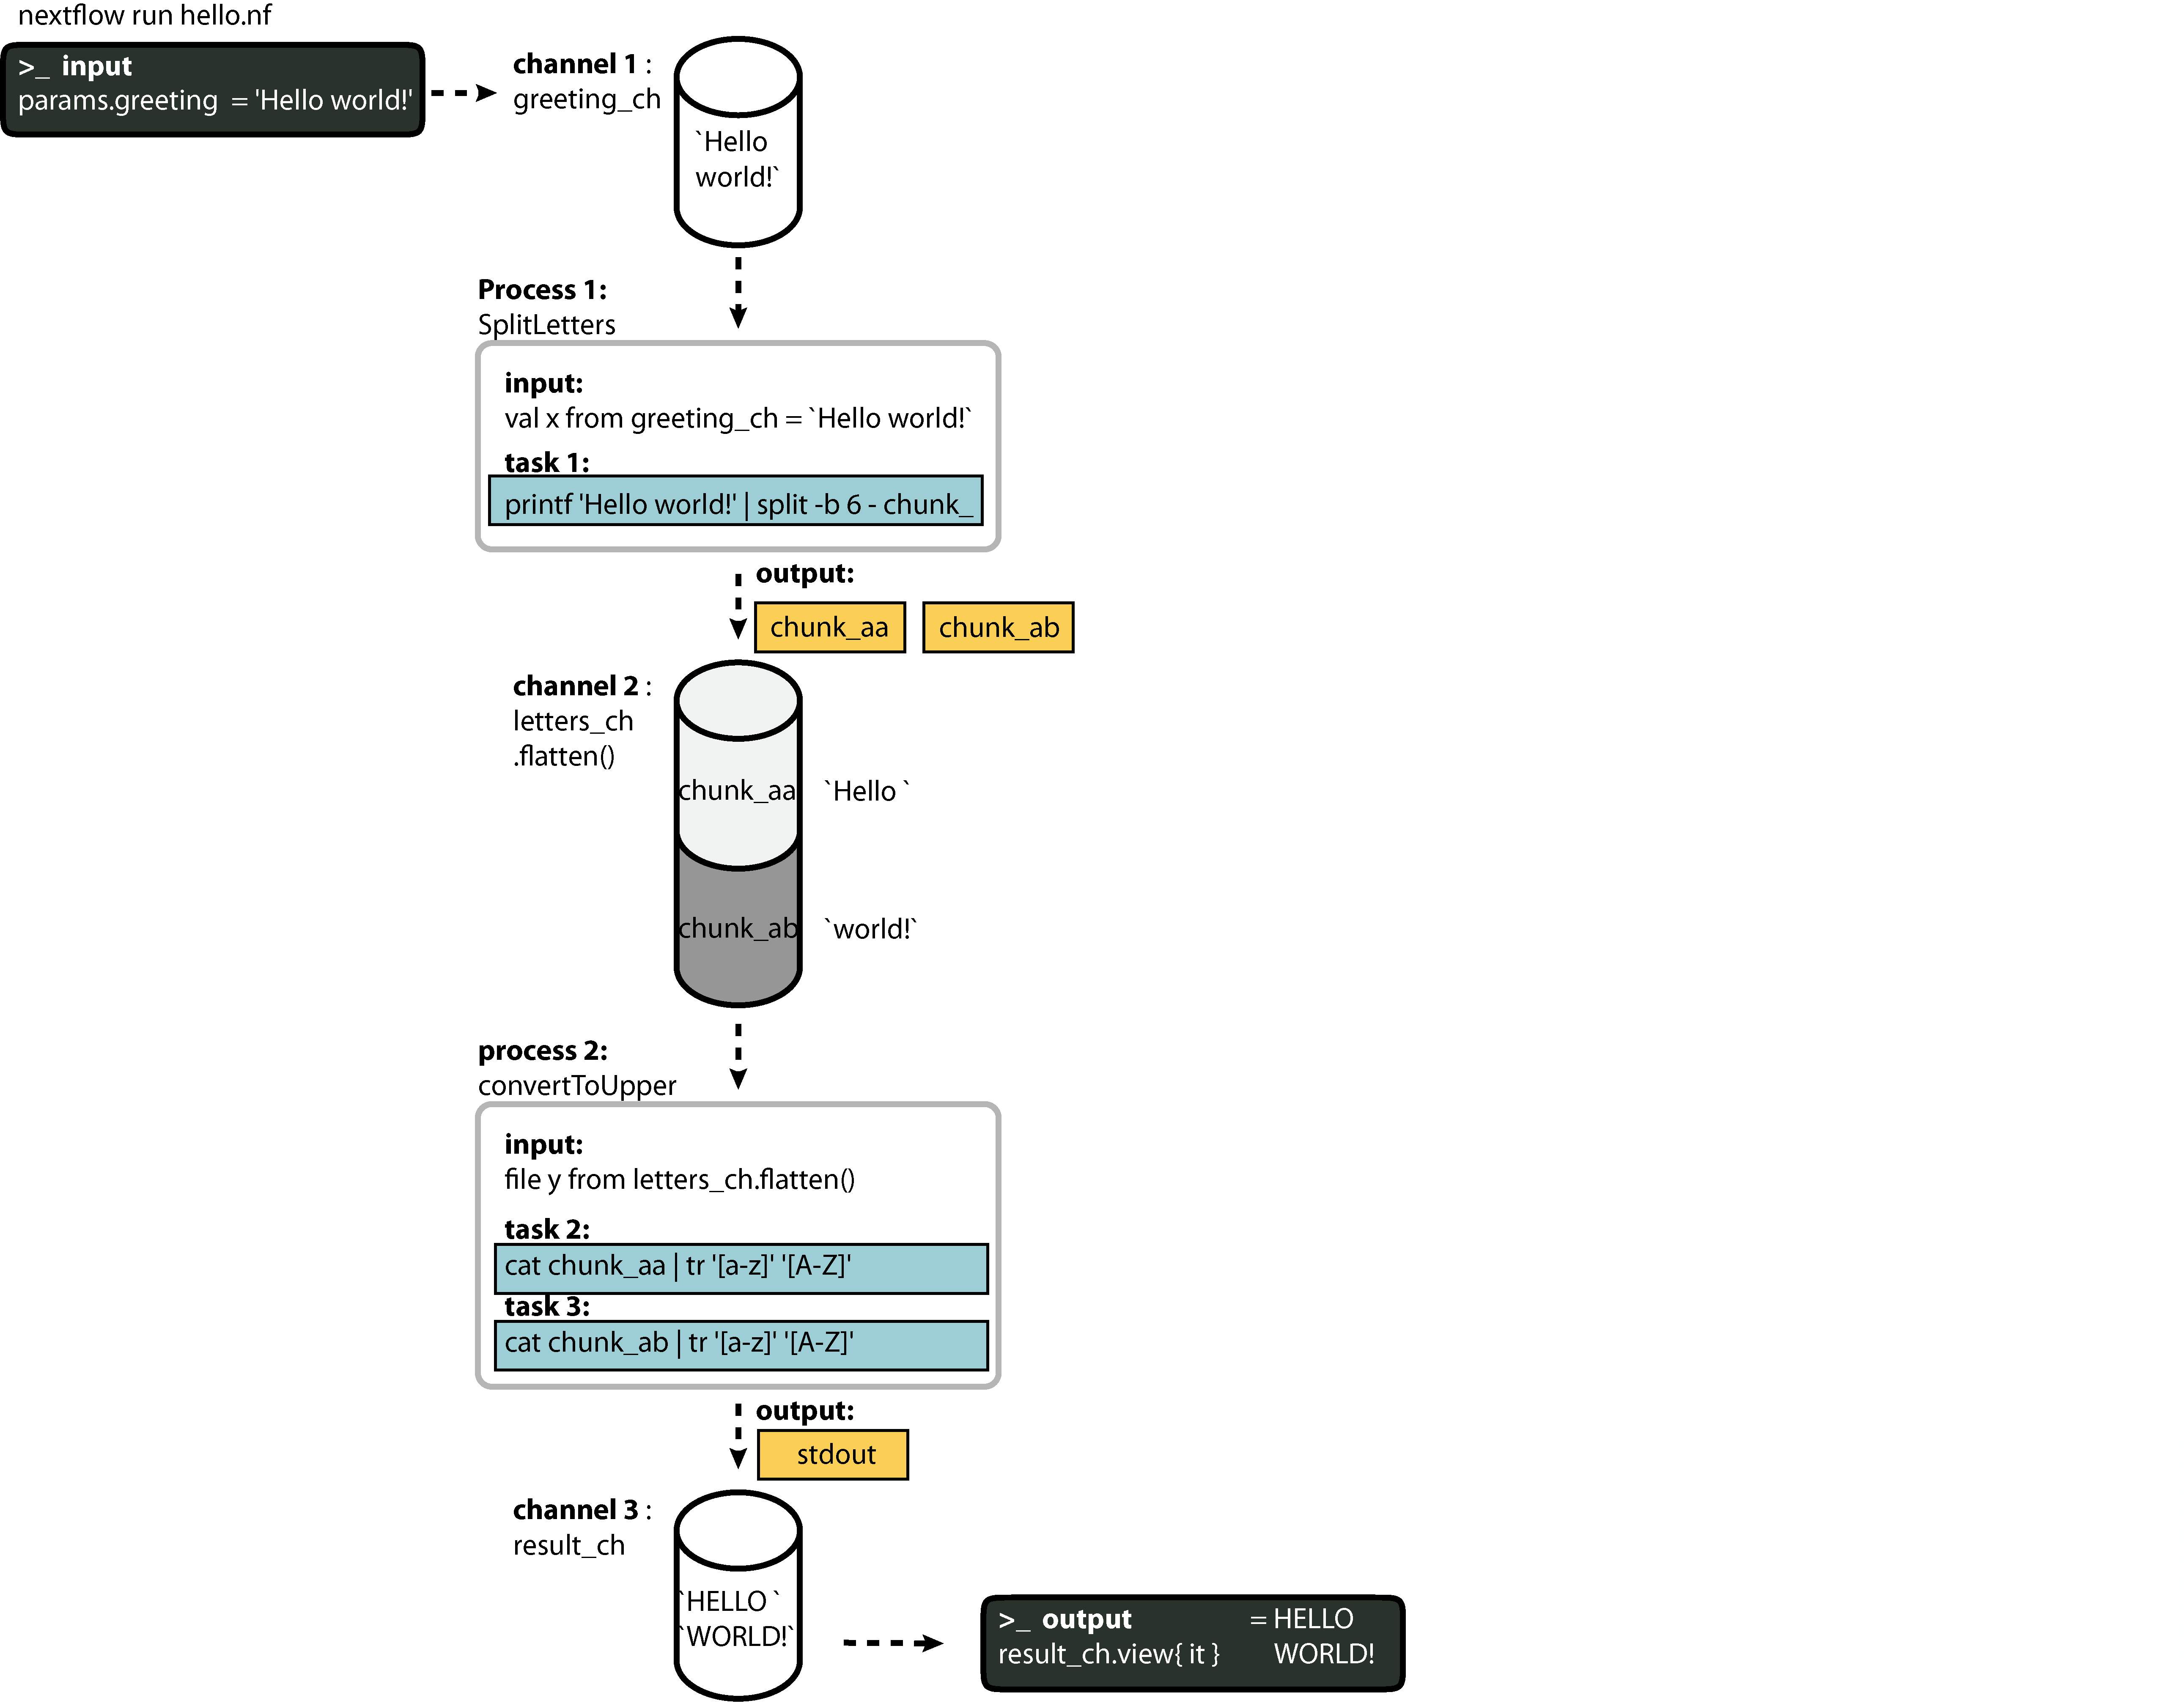 nextflow run hello.nf
>_ input
params.greeting = 'Hello world!'
channel 1 :
greeting_ch
`Hello
world!`
Process 1:
SplitLetters
input:
val x from greeting_ch = `Hello world!`
task 1:
printf 'Hello world!' | split -b 6 - chunk_
output:
chunk_aa chunk_ab
channel 2 :
letters_ch
.flatten()
chunk_aa `Hello `
chunk_ab `world!`
process 2:
convertToUpper
input:
file y from letters_ch.flatten()
task 2:
cat chunk_aa | tr '[a-z]' '[A-Z]'
task 3:
cat chunk_ab | tr '[a-z]' '[A-Z]'
output:
stdout
channel 3 :
result_ch
`HELLO `
`WORLD!`
>_ output = HELLO
result_ch.view{ it } WORLD!